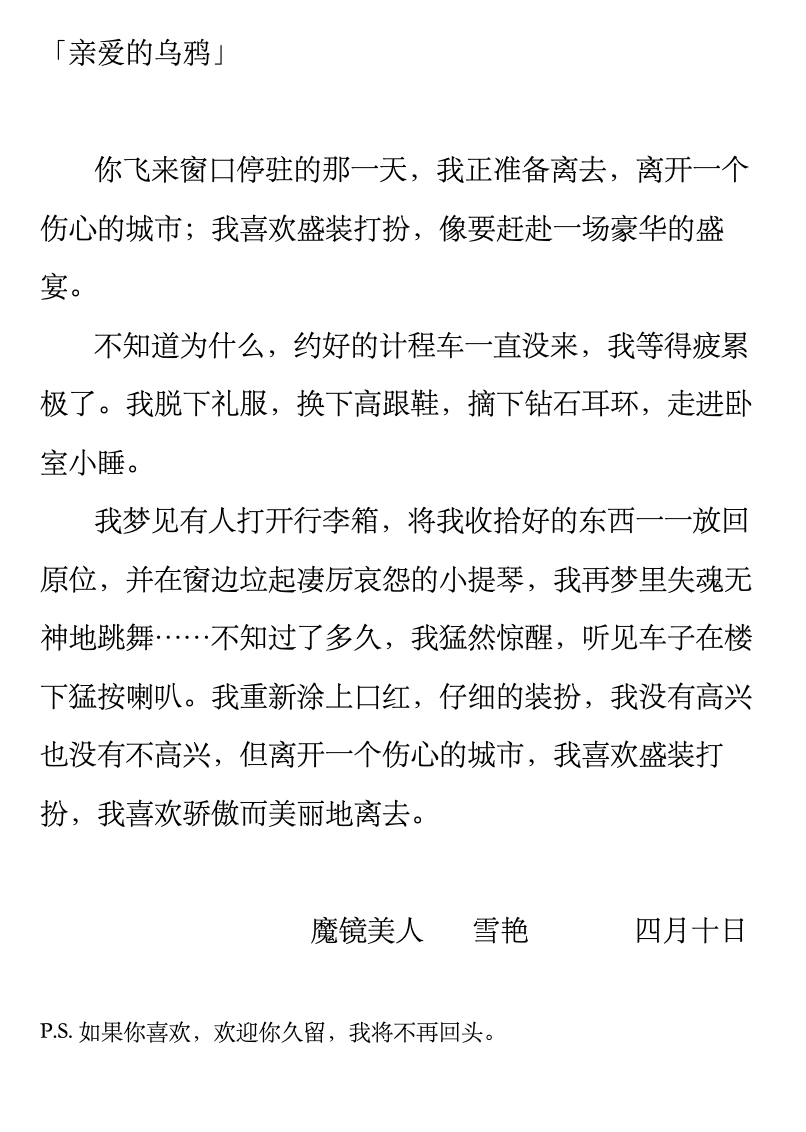 「亲爱的乌鸦」
你飞来窗口停驻的那一天，我正准备离去，离开一个
伤心的城市；我喜欢盛装打扮，像要赶赴一场豪华的盛
宴。
不知道为什么，约好的计程车一直没来，我等得疲累
极了。我脱下礼服，换下高跟鞋，摘下钻石耳环，走进卧
室小睡。
我梦见有人打开行李箱，将我收拾好的东西一一放回
原位，并在窗边垃起凄厉哀怨的小提琴，我再梦里失魂无
神地跳舞……不知过了多久，我猛然惊醒，听见车子在楼
下猛按喇叭。我重新涂上口红，仔细的装扮，我没有高兴
也没有不高兴，但离开一个伤心的城市，我喜欢盛装打
扮，我喜欢骄傲而美丽地离去。
魔镜美人 雪艳 四月十日
P.S. 如果你喜欢，欢迎你久留，我将不再回头。